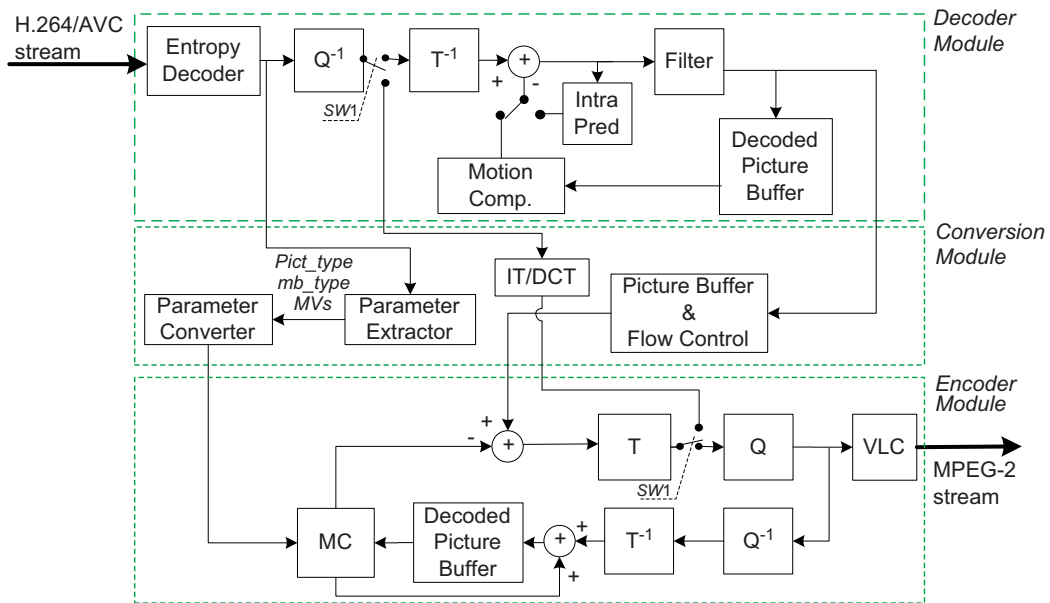 H.264/AVC
stream
Decoder
Module
Entropy
Decoder
Q-1
T-1
+
+
-
Filter
SW1
Intra
Pred
Motion
Comp.
Decoded
Picture
Buffer
Conversion
Module
Pict_type
mb_type
MVs
IT/DCT
Picture Buffer
&
Flow Control
Parameter
Converter
Parameter
Extractor
Encoder
Module
+
-
+
T
Q
VLC
SW1
MPEG-2
stream
MC
Decoded
Picture
Buffer
+
+
+
T-1
Q-1